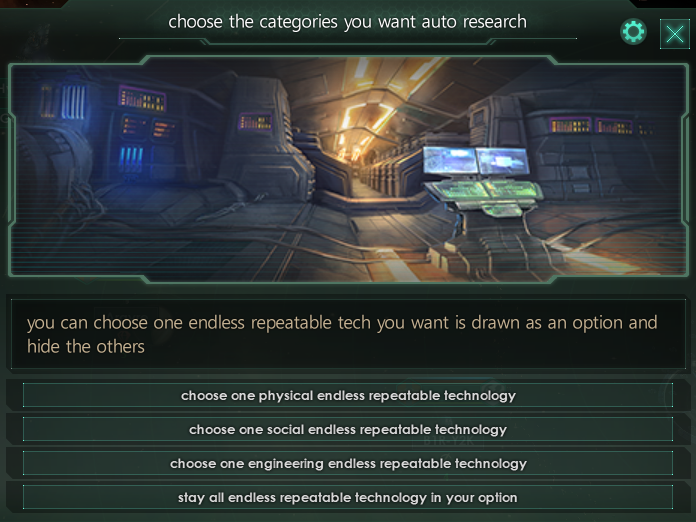 choose the categories you want auto research
you can choose one endless repeatable tech you want is drawn as an option and
hide the others
choose one physical endless repeatable technology
choose one social endless repeatable technology
choose one engineering endless repeatable technology
stay all endless repeatable technology in your option